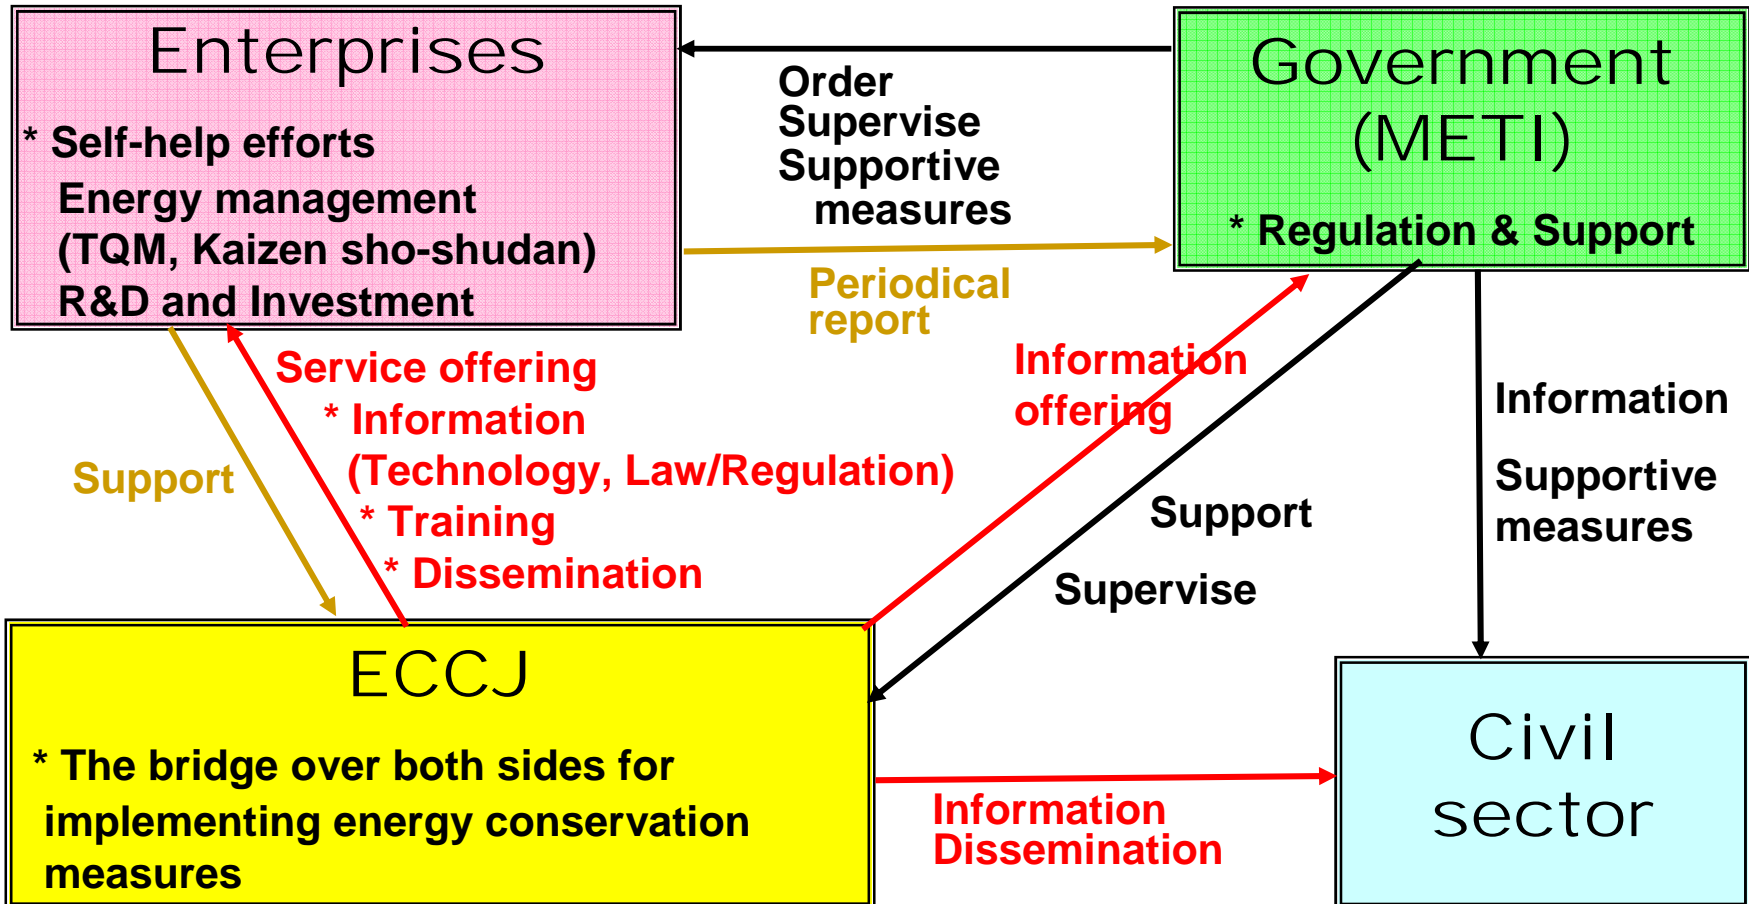 Enterprises
* Self-help efforts
Energy management
(TQM, Kaizen sho-shudan)
R&D and Investment
Order
Supervise
Supportive
measures
Periodical
report
Government
(METI)
* Regulation & Support
Support
Service offering
* Information
(Technology, Law/Regulation)
* Training
* Dissemination
Information
offering
Support
Supervise
Information
Supportive
measures
ECCJ
* The bridge over both sides for
implementing energy conservation
measures
Information
Dissemination
Civil
sector